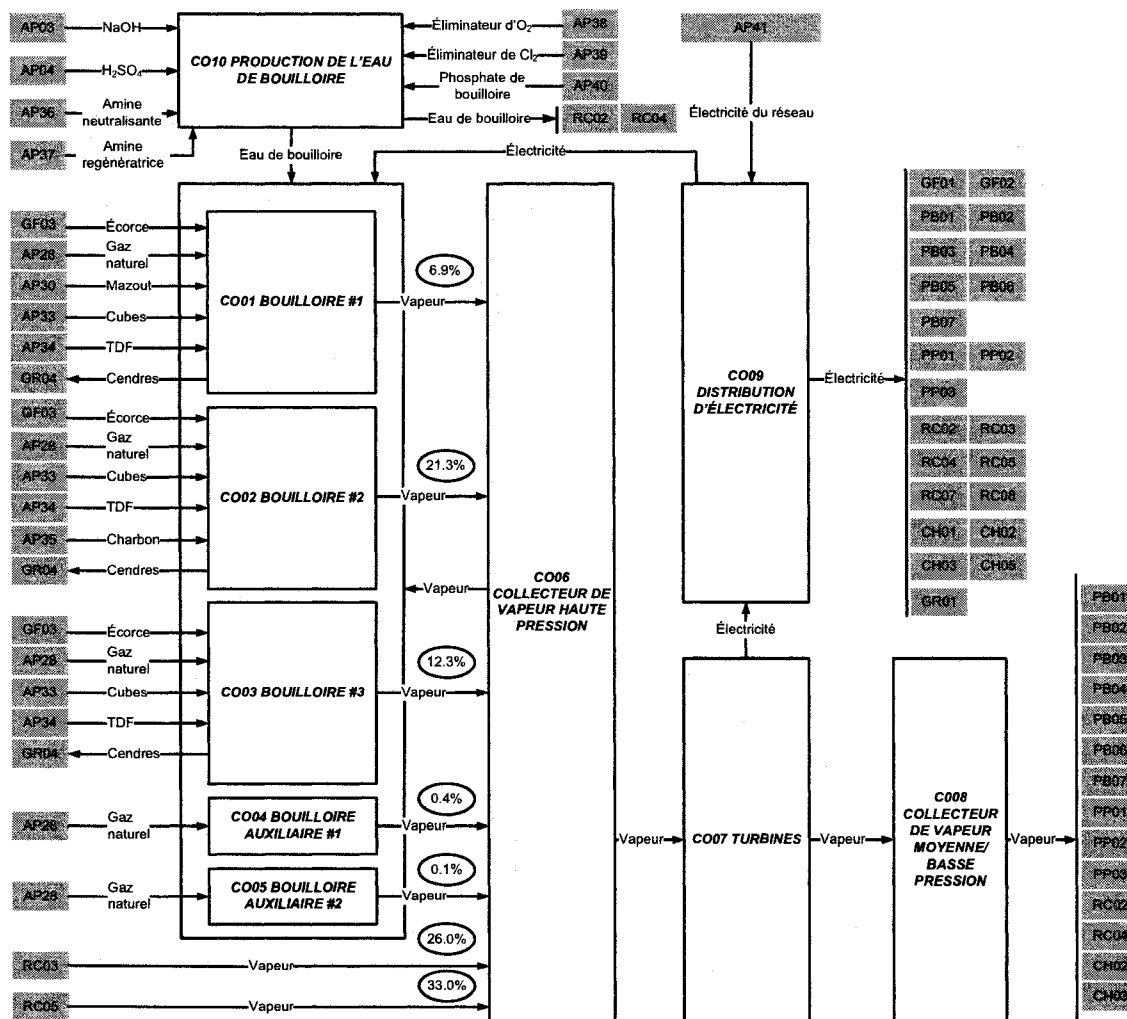 AP03
NaOH
AP04
H₂SO₄
AP36
Amine
neutralisante
AP37
Amine
regénératrice
CO10 PRODUCTION DE L'EAU
DE BOUILLOIRE
Éliminateur d'O₂
AP38
Éliminateur de Cl₂
AP39
Phosphate de
bouilloire
AP40
Eau de bouilloire
RC02 RC04
AP41
Électricité du réseau
Eau de bouilloire
Électricité
GF03
Écorce
AP28
Gaz
naturel
AP30
Mazout
AP33
Cubes
AP34
TDF
GR04
Cendres
CO01 BOUILLOIRE #1
6.9%
Vapeur
GF03
Écorce
AP28
Gaz
naturel
AP33
Cubes
AP34
TDF
AP35
Charbon
GR04
Cendres
CO02 BOUILLOIRE #2
21.3%
Vapeur
Vapeur
GF03
Écorce
AP28
Gaz
naturel
AP33
Cubes
AP34
TDF
GR04
Cendres
CO03 BOUILLOIRE #3
12.3%
Vapeur
AP28
Gaz
naturel
CO04 BOUILLOIRE
AUXILIAIRE #1
0.4%
Vapeur
AP28
Gaz
naturel
CO05 BOUILLOIRE
AUXILIAIRE #2
0.1%
Vapeur
26.0%
RC03
Vapeur
33.0%
RC05
Vapeur
CO06
COLLECTEUR DE
VAPEUR HAUTE
PRESSION
Vapeur
CO07 TURBINES
Électricité
CO09
DISTRIBUTION
D'ÉLECTRICITÉ
Électricité
GF01 GF02
PB01 PB02
PB03 PB04
PB05 PB06
PB07
PP01 PP02
PP03
RC02 RC03
RC04 RC05
RC07 RC08
CH01 CH02
CH03 CH05
GR01
Vapeur
C008
COLLECTEUR
DE VAPEUR
MOYENNE/
BASSE
PRESSION
Vapeur
PB01
PB02
PB03
PB04
PB05
PB06
PB07
PP01
PP02
PP03
RC02
RC04
CH02
CH03